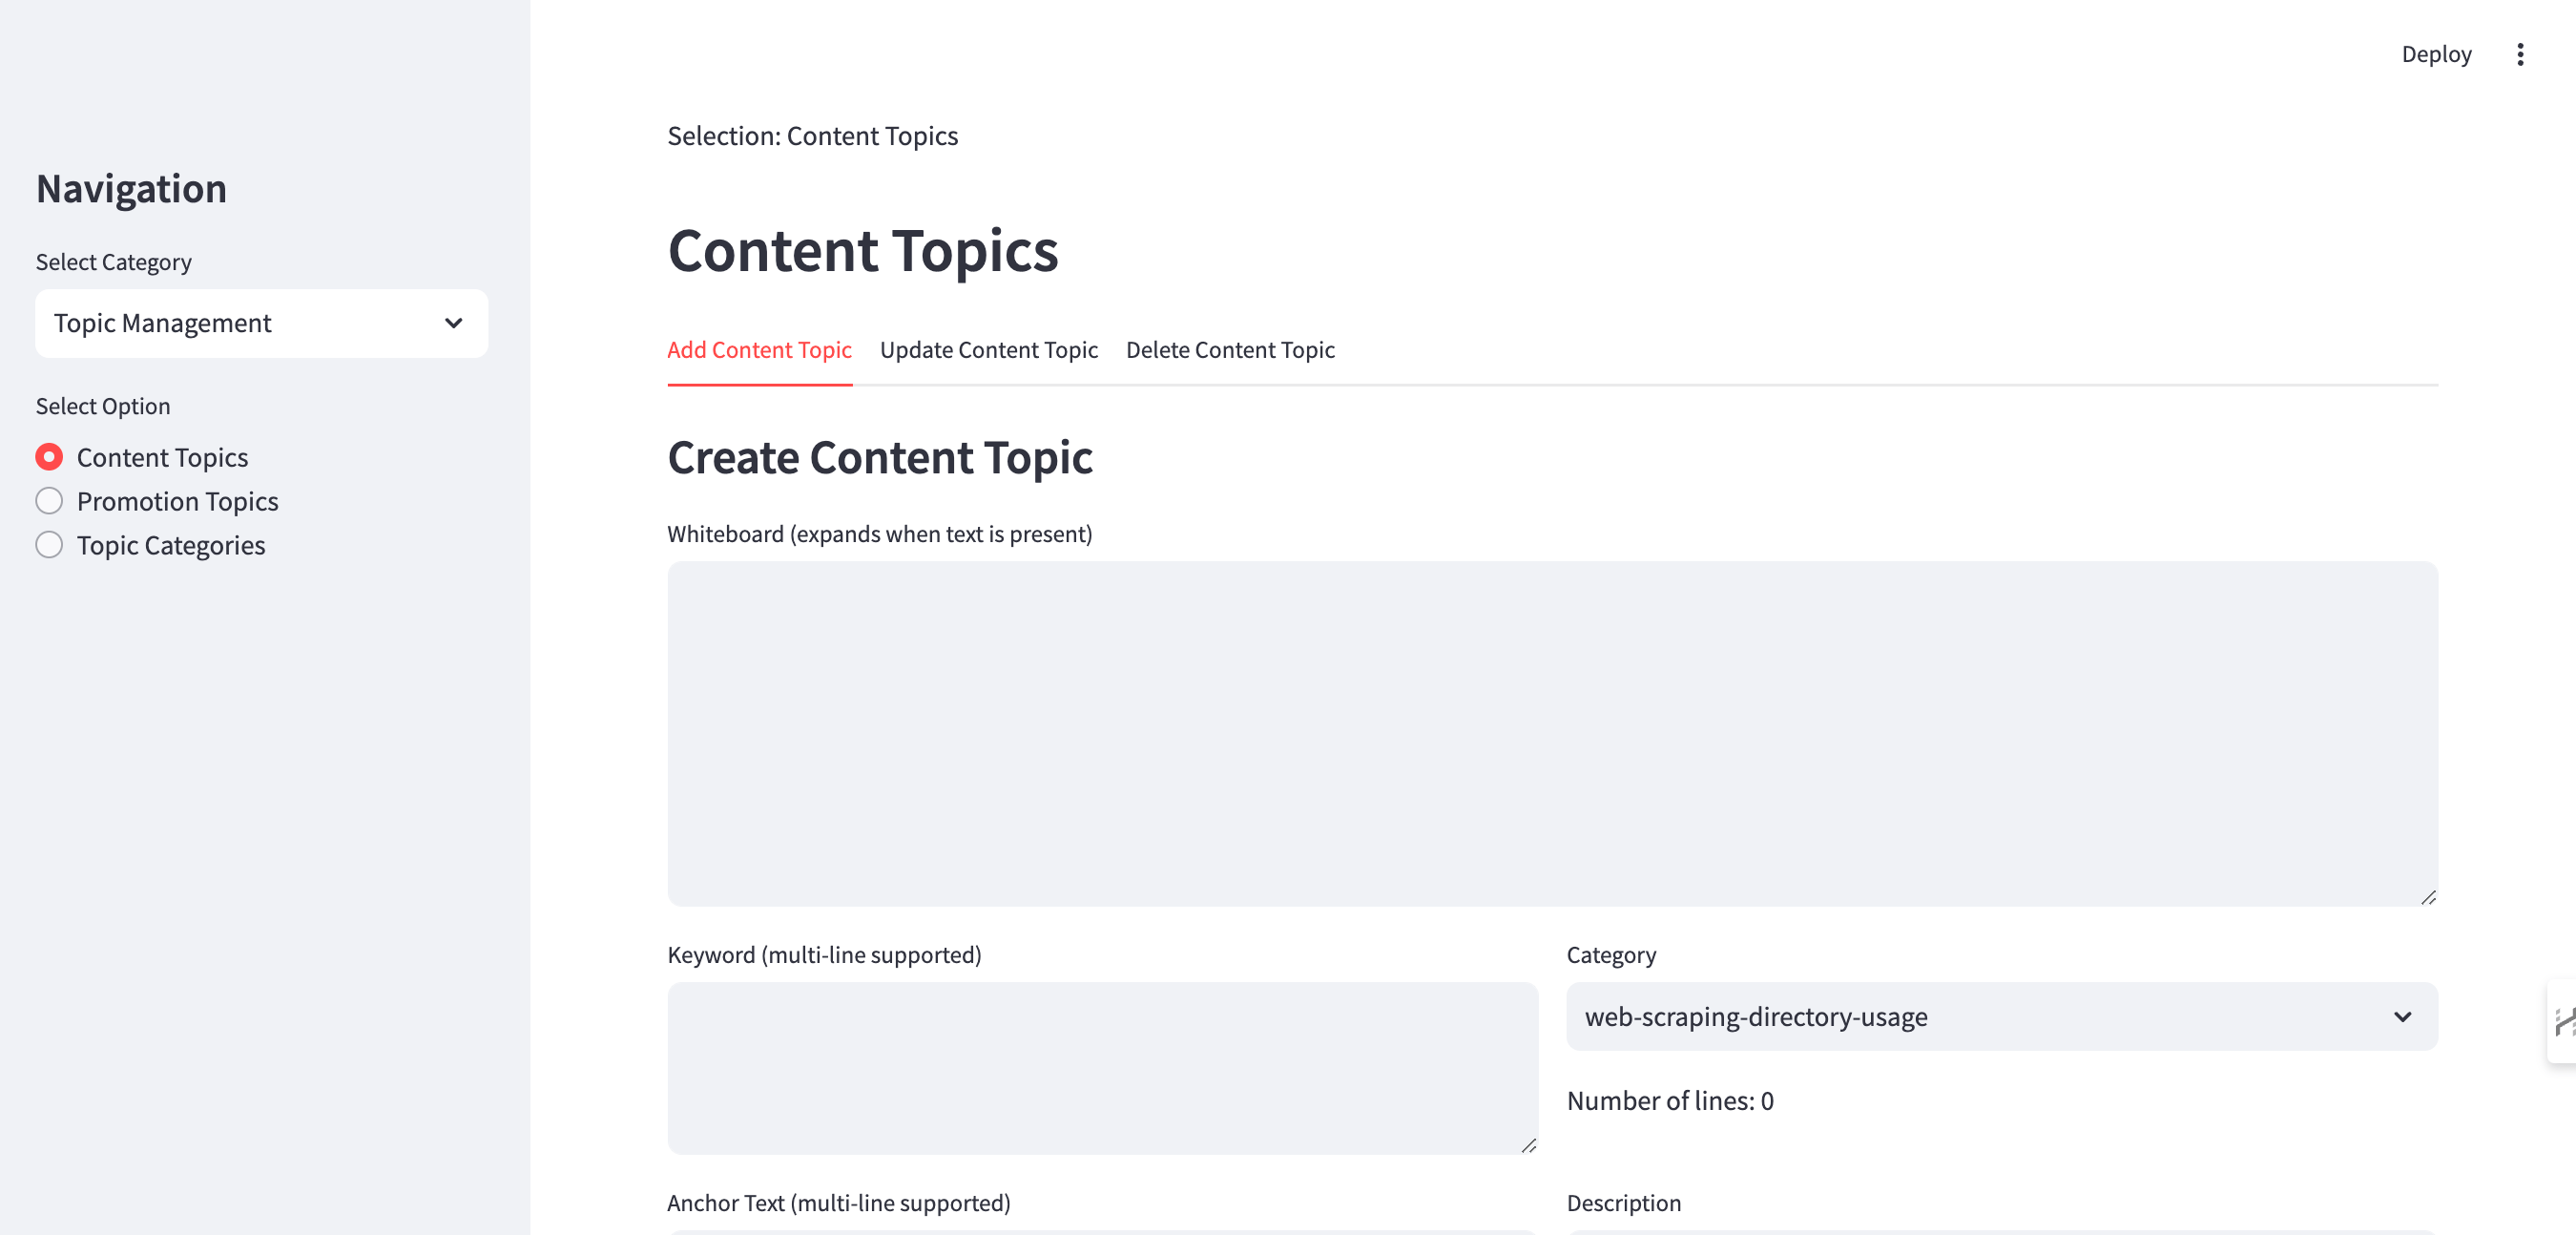 Deploy
Navigation
Select Category
Topic Management
Select Option
Content Topics
Promotion Topics
Topic Categories
Selection: Content Topics
Content Topics
Add Content Topic Update Content Topic Delete Content Topic
Create Content Topic
Whiteboard (expands when text is present)
Keyword (multi-line supported)
Category
web-scraping-directory-usage
Number of lines: 0
Anchor Text (multi-line supported)
Description